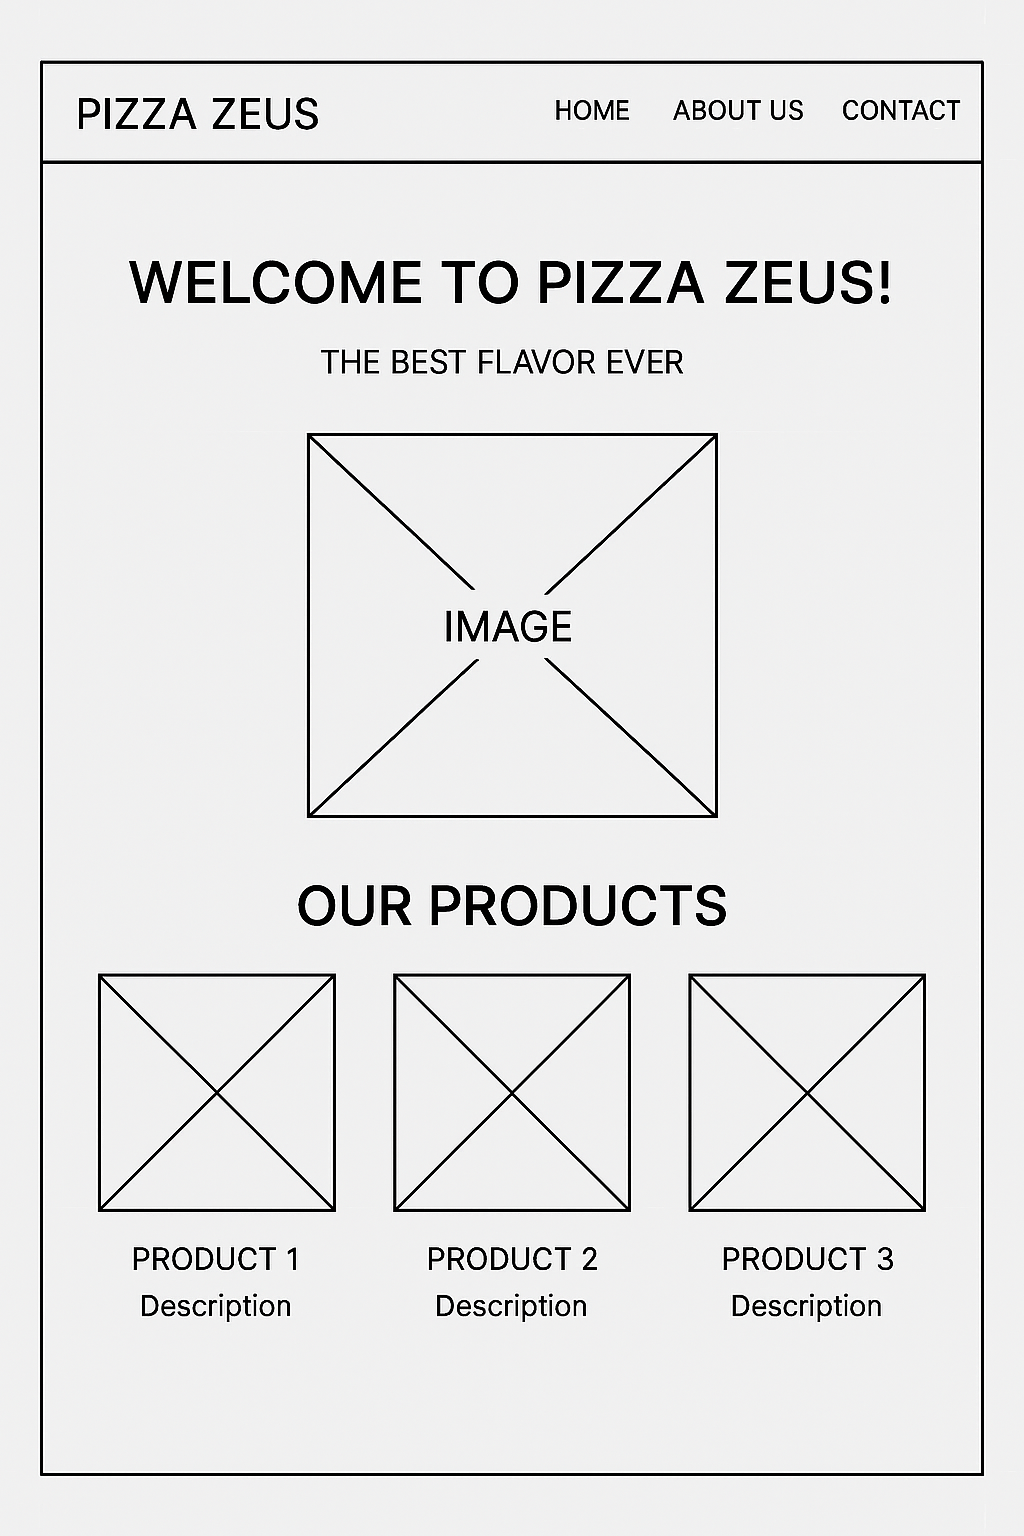 PIZZA ZEUS
HOME ABOUT US CONTACT
WELCOME TO PIZZA ZEUS!
THE BEST FLAVOR EVER
IMAGE
OUR PRODUCTS
PRODUCT 1
Description
PRODUCT 2
Description
PRODUCT 3
Description